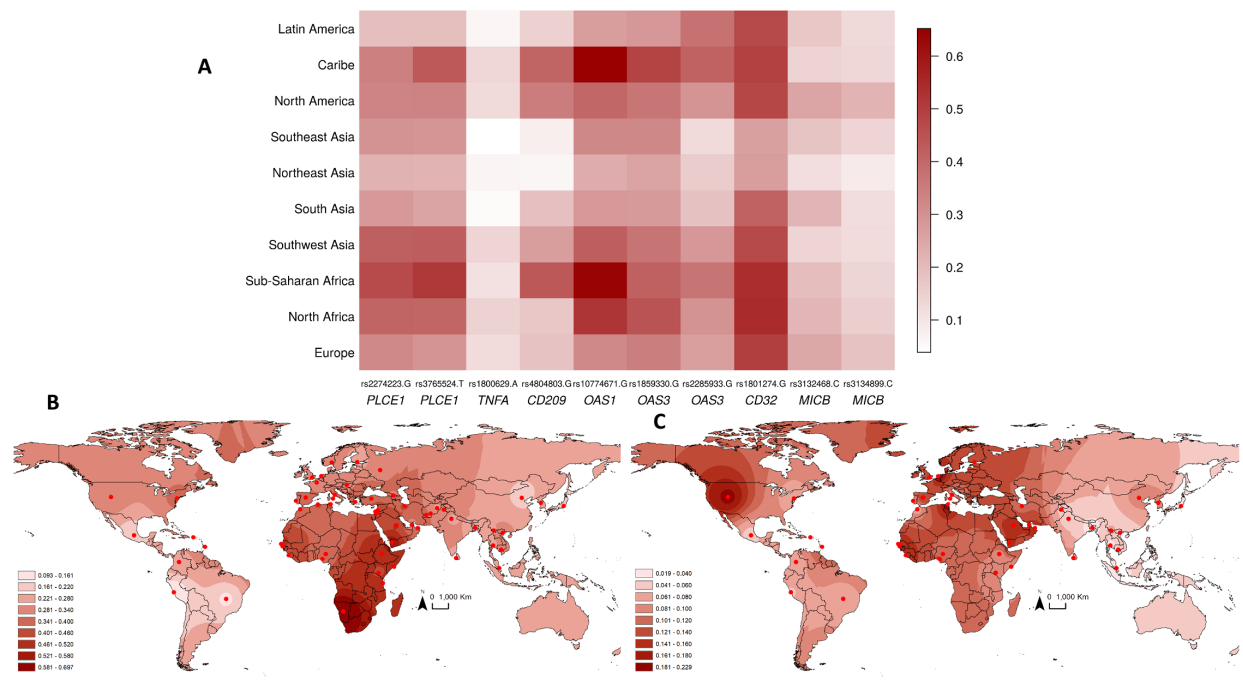 A
Latin America
Caribe
North America
Southeast Asia
Northeast Asia
South Asia
Southwest Asia
Sub-Saharan Africa
North Africa
Europe
0.6
0.5
0.4
0.3
0.2
0.1
rs2274223.G rs3765524.T rs1800629.A rs4804803.G rs10774671.G rs1859330.G rs2285933.G rs1801274.G rs3132468.C rs3134899.C
PLCE1 PLCE1 TNFA CD209 OAS1 OAS3 OAS3 CD32 MICB MICB
B
0.093 - 0.161
0.161 - 0.220
0.221 - 0.280
0.281 - 0.340
0.341 - 0.400
0.401 - 0.460
0.461 - 0.520
0.521 - 0.580
0.581 - 0.697
N
0 1,000 Km
C
0.019 - 0.040
0.041 - 0.060
0.061 - 0.080
0.081 - 0.100
0.101 - 0.120
0.121 - 0.140
0.141 - 0.160
0.161 - 0.180
0.181 - 0.229
N
0 1,000 Km